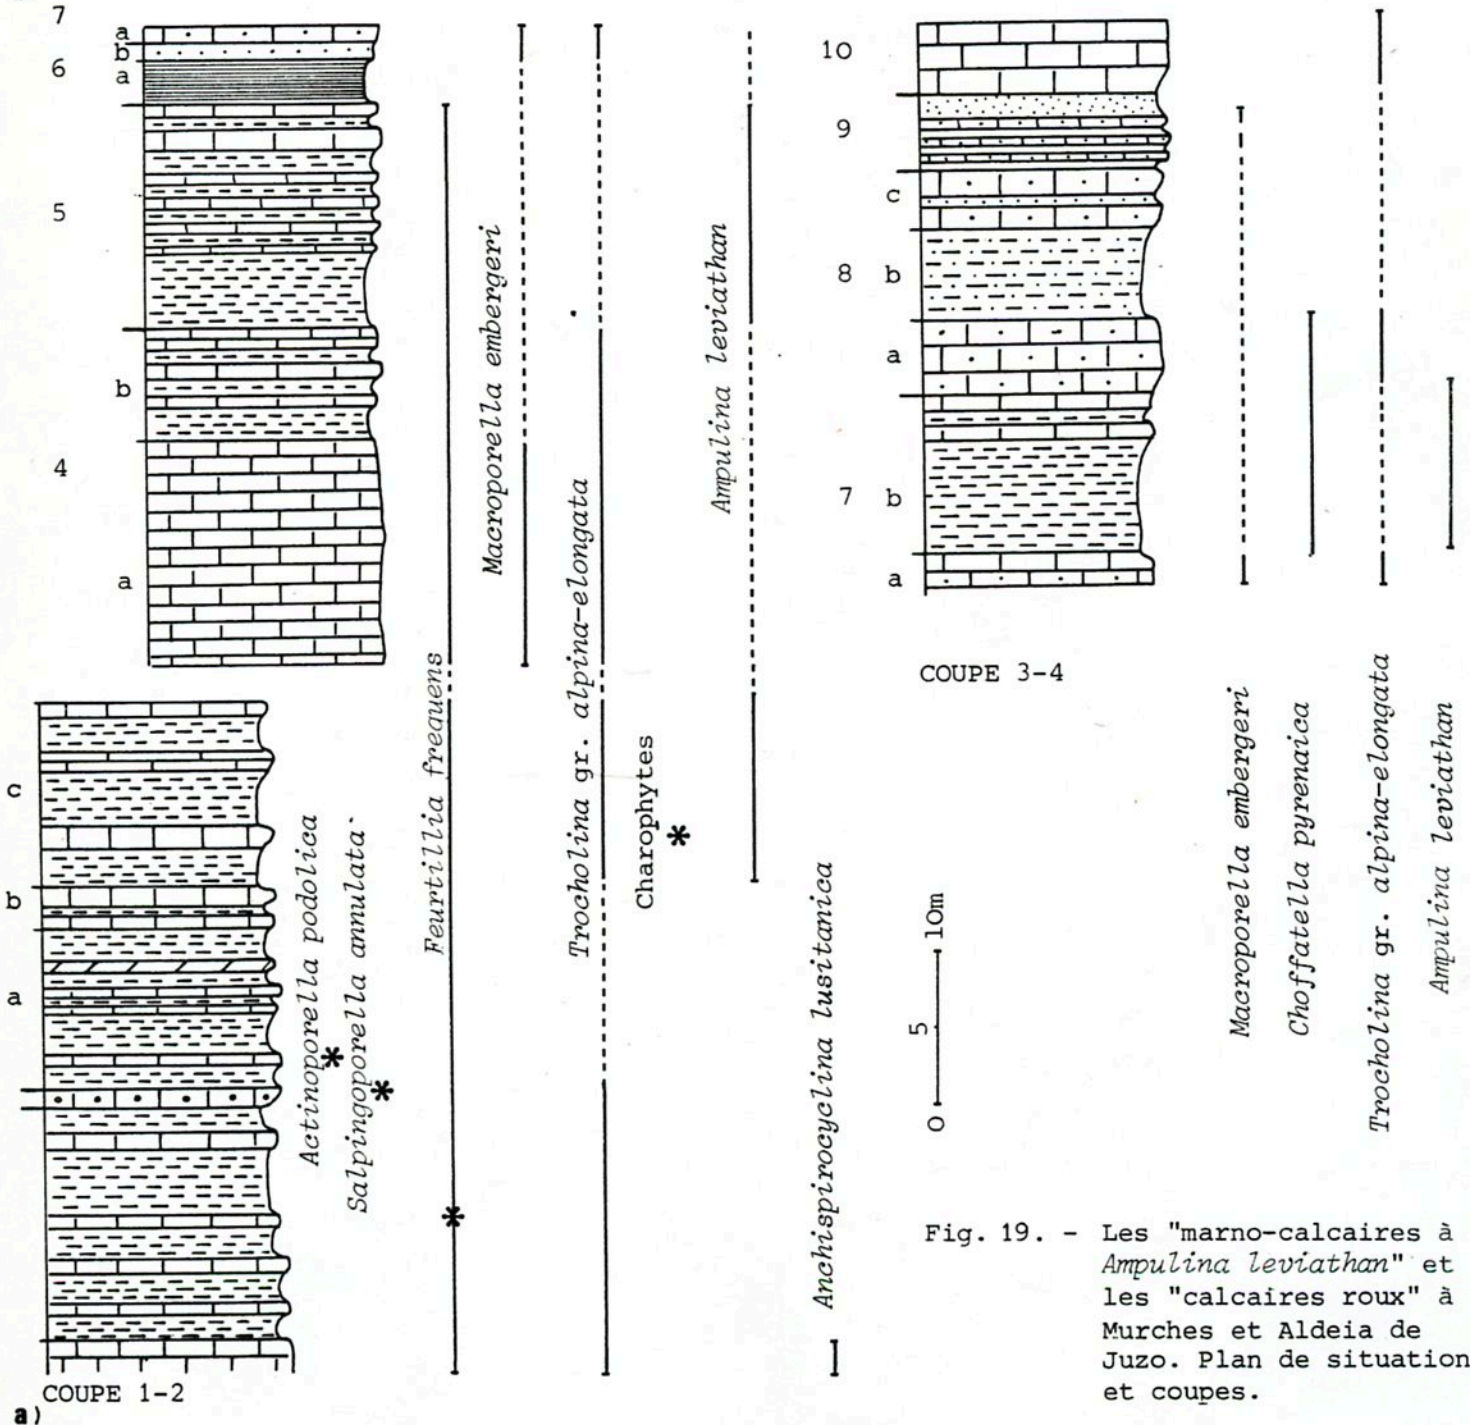 7
a
b
6
a
5
b
4
a
Macroporella embergeri
Trocholina gr. alpina-elongata
Ampulina leviathan
10
9
c
8
b
a
7
b
a
COUPE 3-4
c
b
a
Actinoporella podolica
*
Salpingoporella annulata
*
Feurtillia frequens
*
Charophytes
*
Anchispirocyclina lusitanica
0
5
10m
Macroporella embergeri
Choffatella pyrenaica
Trocholina gr. alpina-elongata
Ampulina leviathan
COUPE 1-2
a)
Fig. 19. - Les "marno-calcaires à
Ampulina leviathan" et
les "calcaires roux" à
Murches et Aldeia de
Juzo. Plan de situation
et coupes.